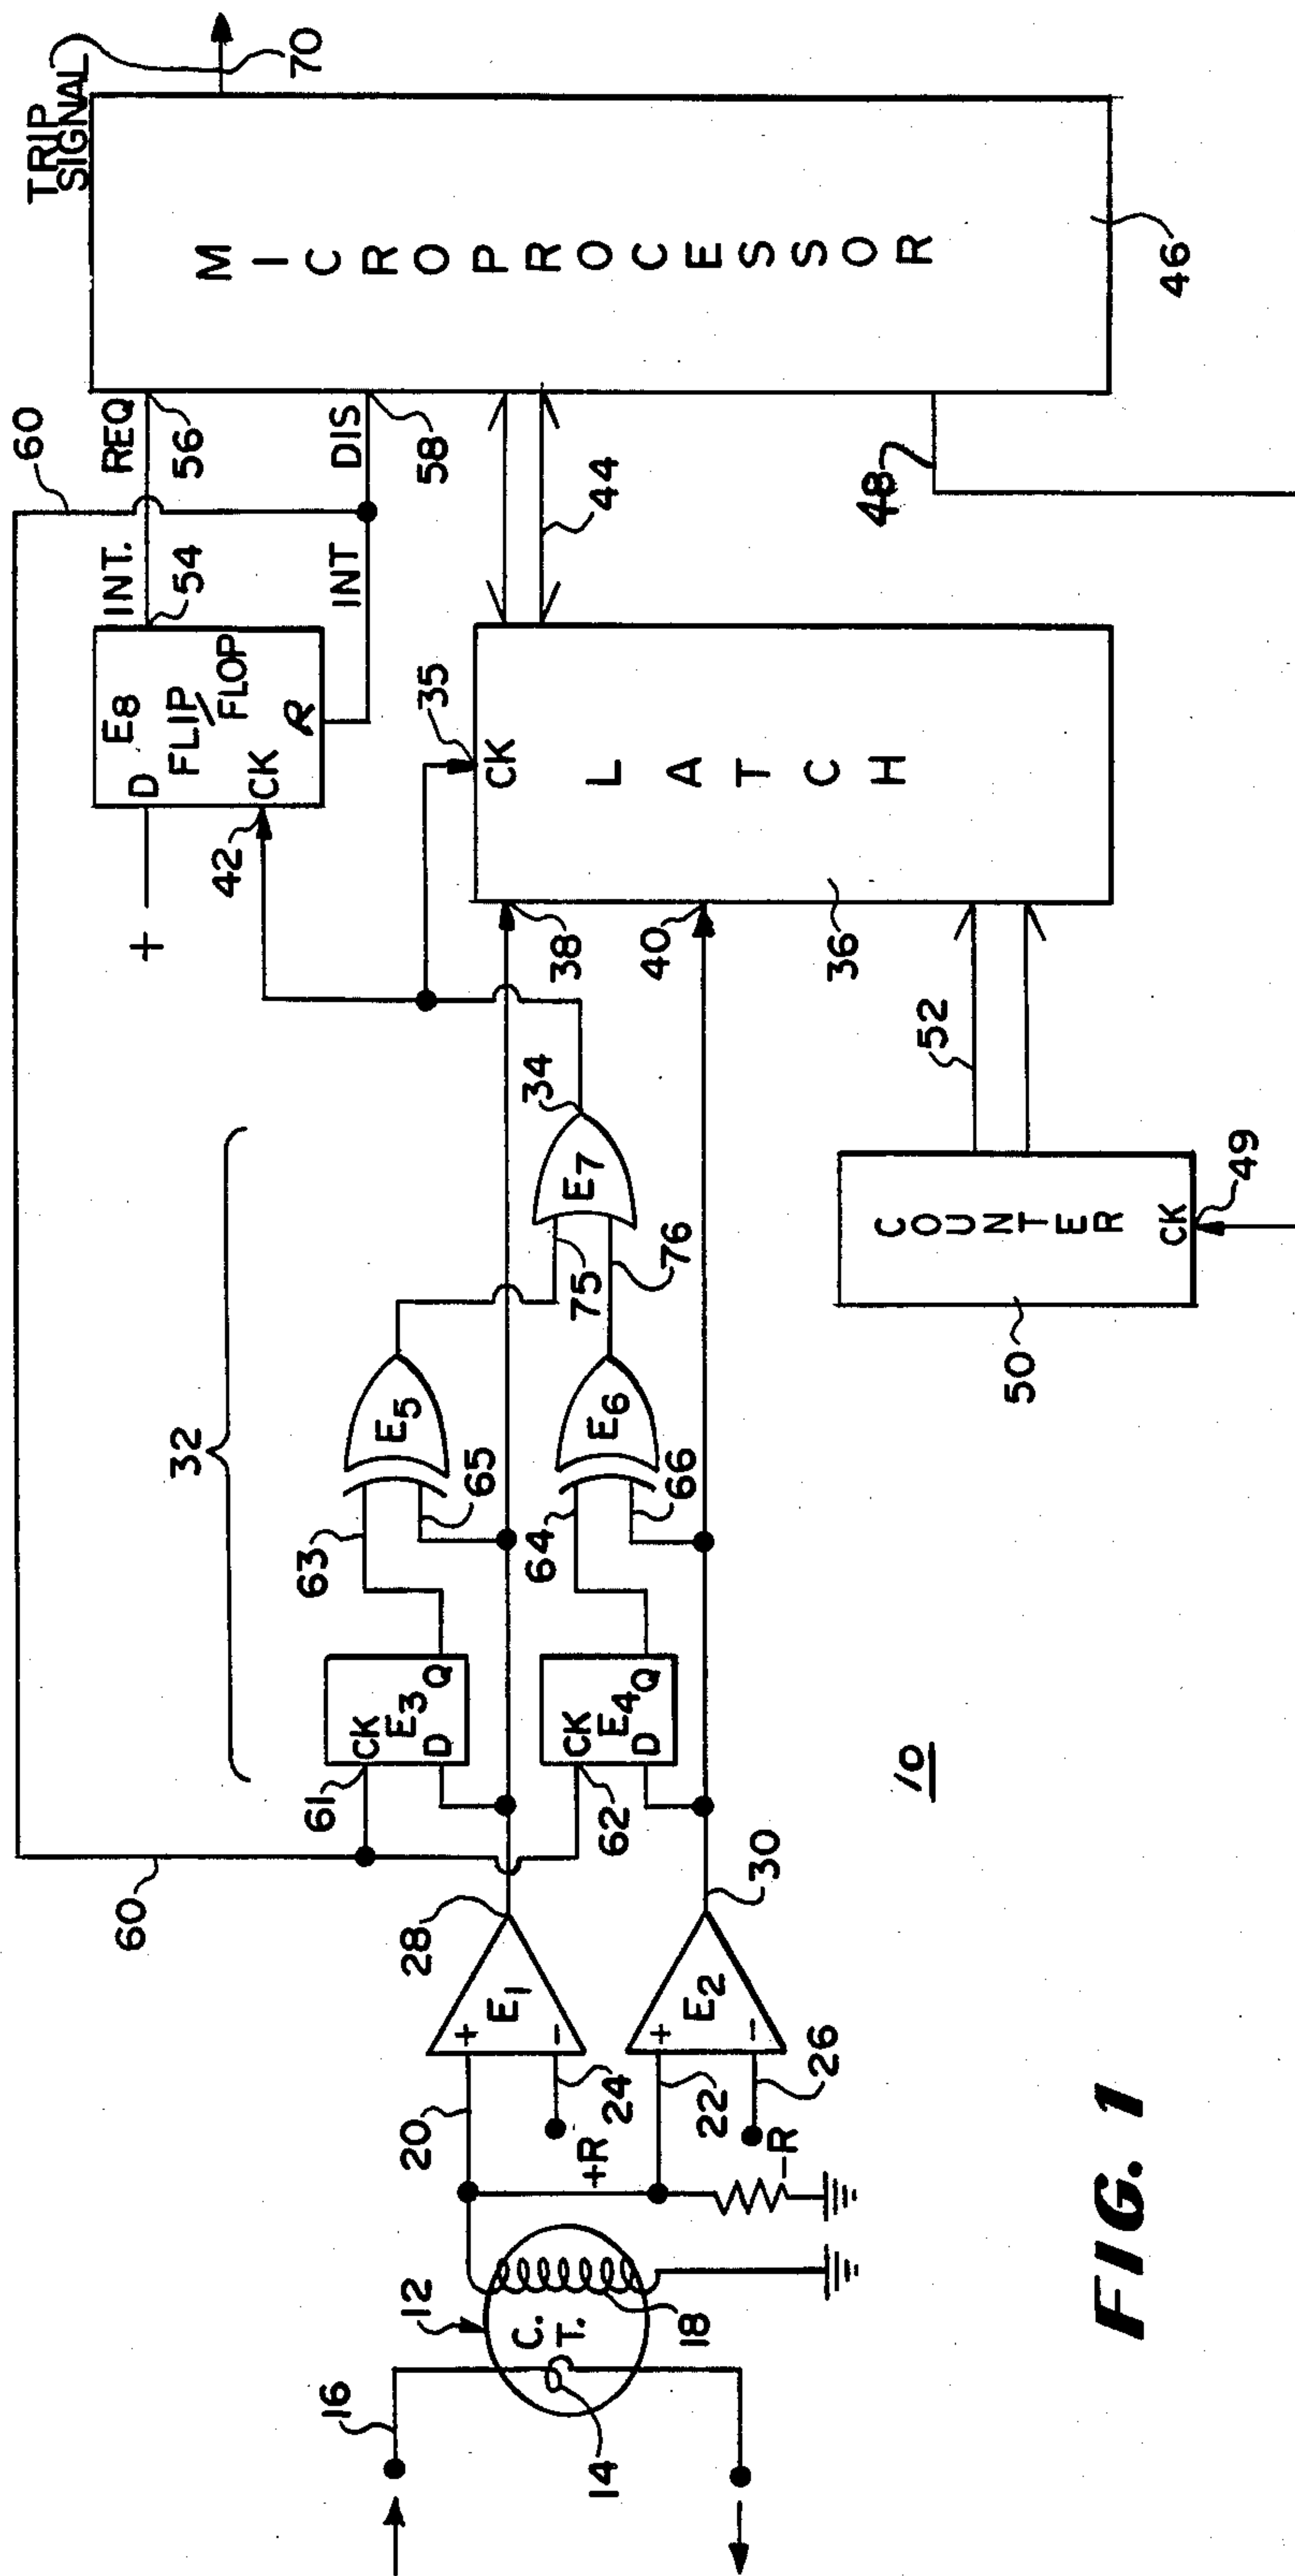 TRIP
SIGNAL
70
60
INT. REQ
54
56
E8
D
FLIP/
FLOP
CK
R
INT DIS
58
+
42
MICROPROCESSOR
46
44
48
35
CK
LATCH
36
38
40
52
COUNTER
CK
49
50
32
34
E7
75
76
E5
63
65
E6
64
66
61
CK
E3
D
Q
62
CK
E4
D
Q
60
28
E1
+
-
30
E2
+
-
20
24
+R
22
26
-R
12
C.
T.
18
14
16
10
FIG. 1